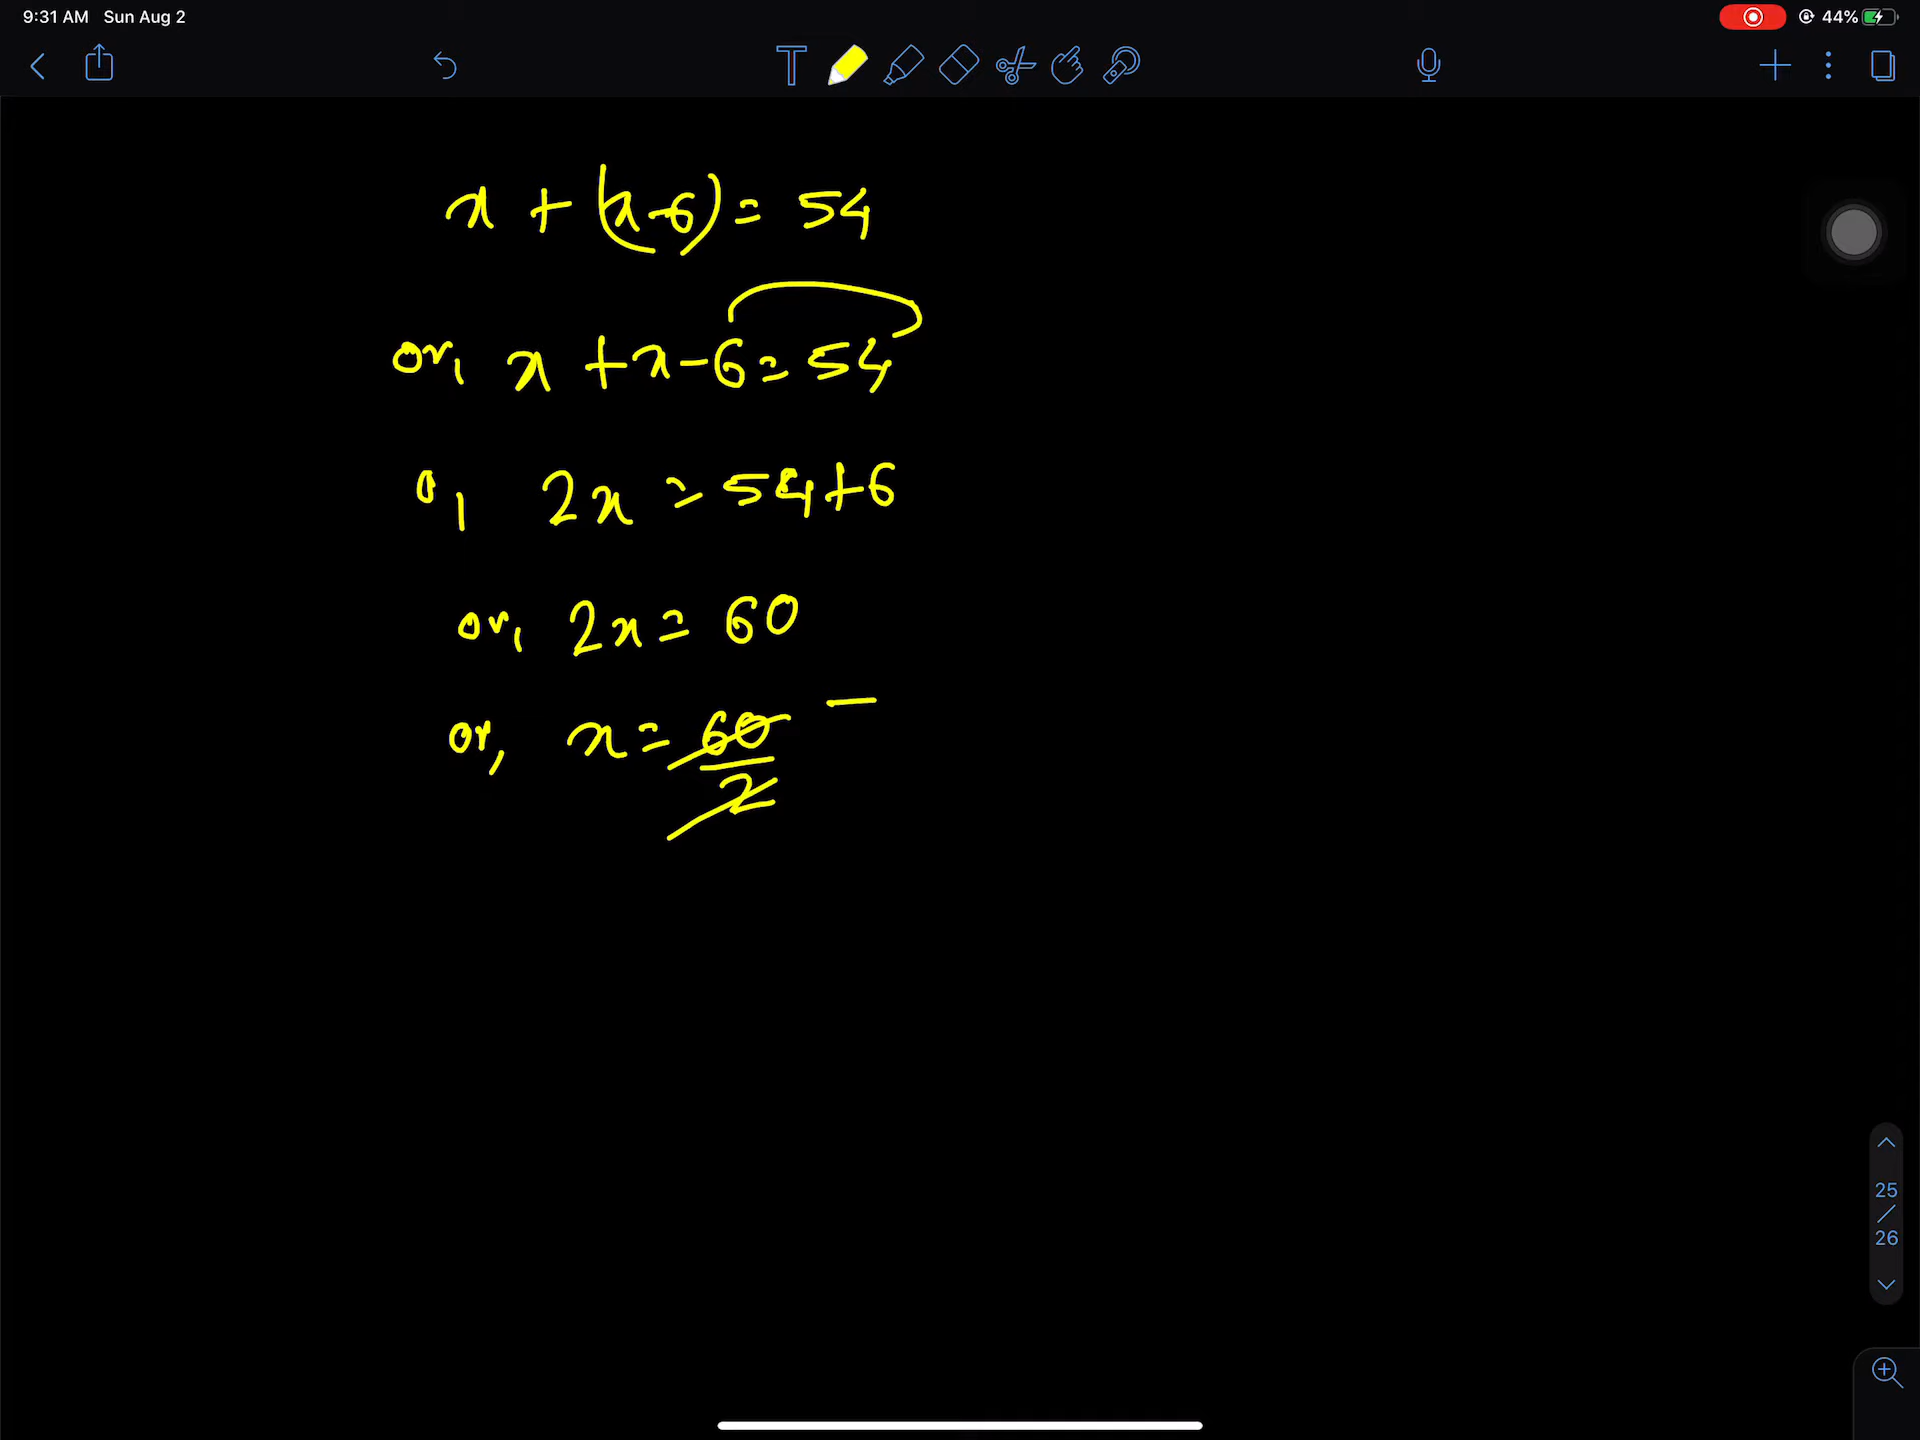 9:31 AM Sun Aug 2
44%
x + (x-6) = 54
or, x + x - 6 = 54
o, 2x = 54+6
or, 2x = 60
or, x = 60/2 =
25
/
26